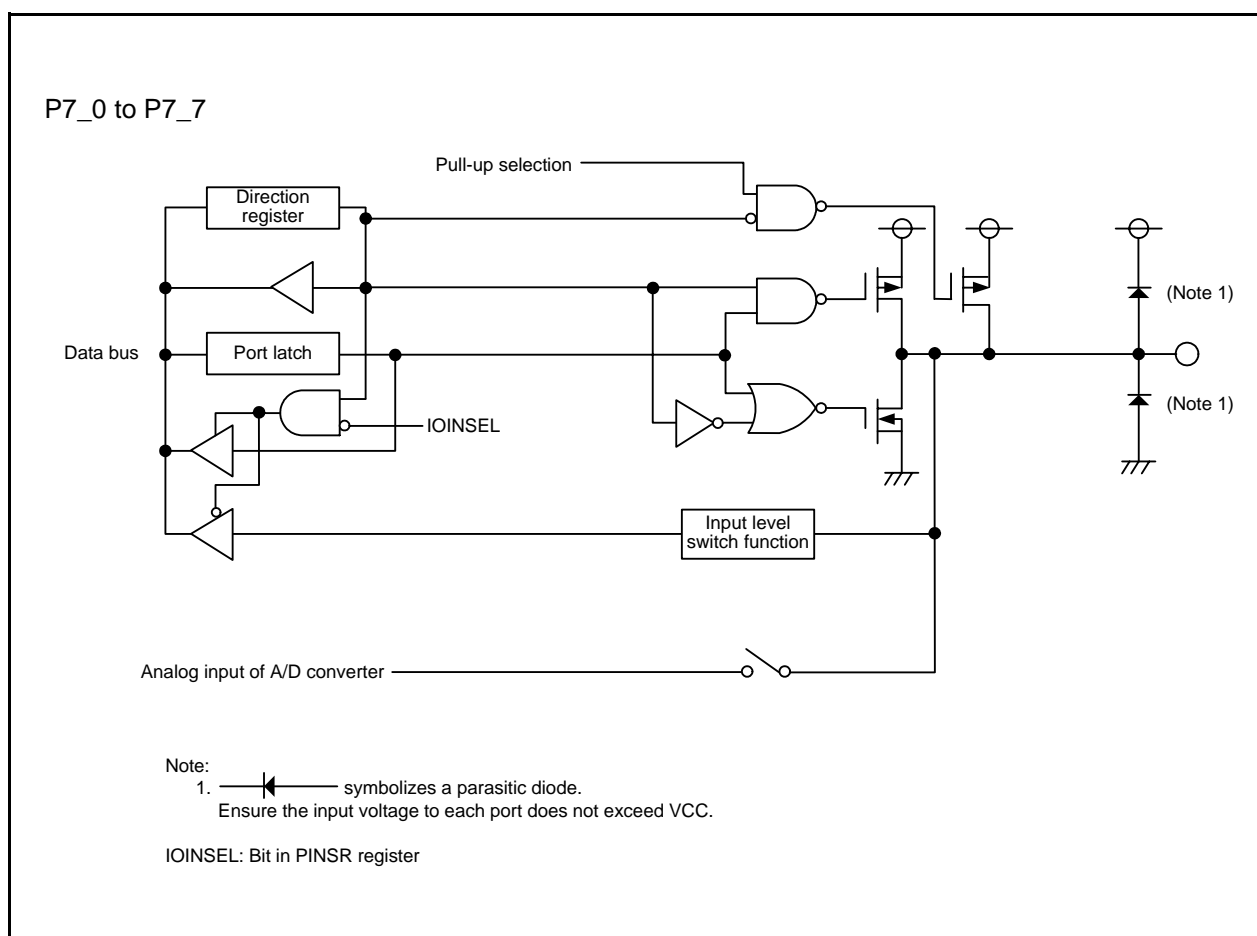 P7_0 to P7_7
Pull-up selection
Direction
register
(Note 1)
Data bus
Port latch
(Note 1)
IOINSEL
Input level
switch function
Analog input of A/D converter
Note:
1. symbolizes a parasitic diode.
Ensure the input voltage to each port does not exceed VCC.
IOINSEL: Bit in PINSR register